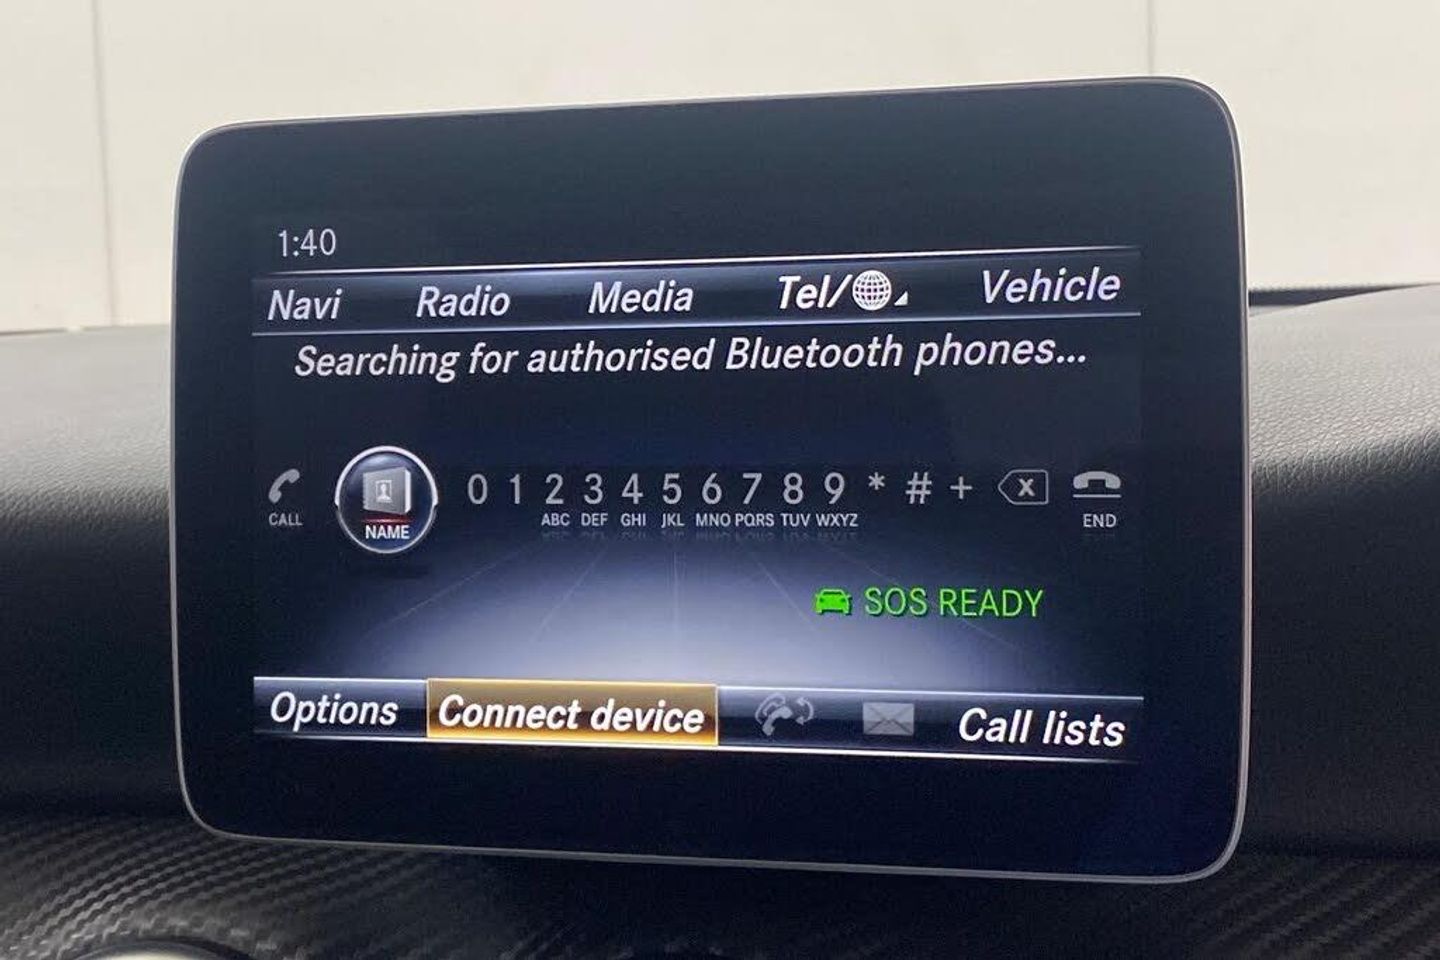 1:40
Navi Radio Media Tel/ Vehicle
Searching for authorised Bluetooth phones...
0 1 2 3 4 5 6 7 8 9 * # + X
CALL NAME ABC DEF GHI JKL MNO PQRS TUV WXYZ END
SOS READY
Options Connect device Call lists